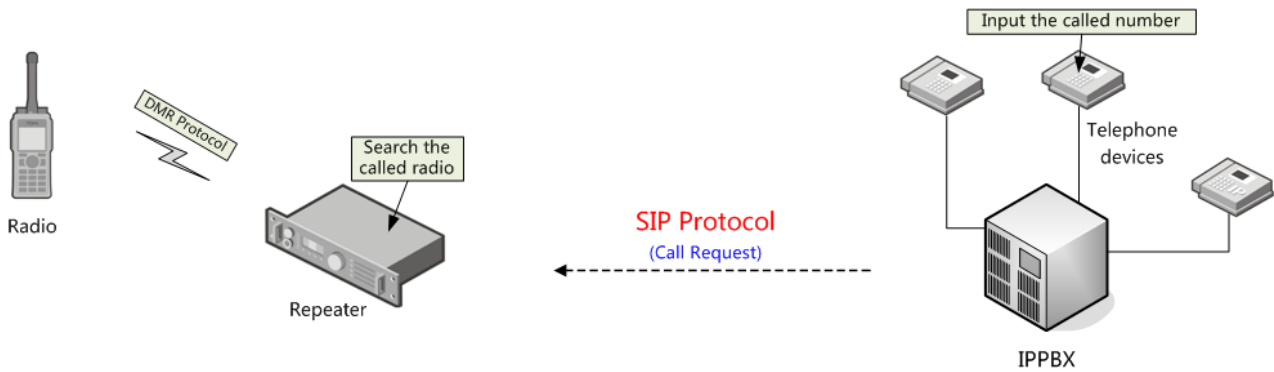 Input the called number
DMR Protocol
Search the
called radio
Telephone
devices
Radio
SIP Protocol
(Call Request)
Repeater
IPPBX